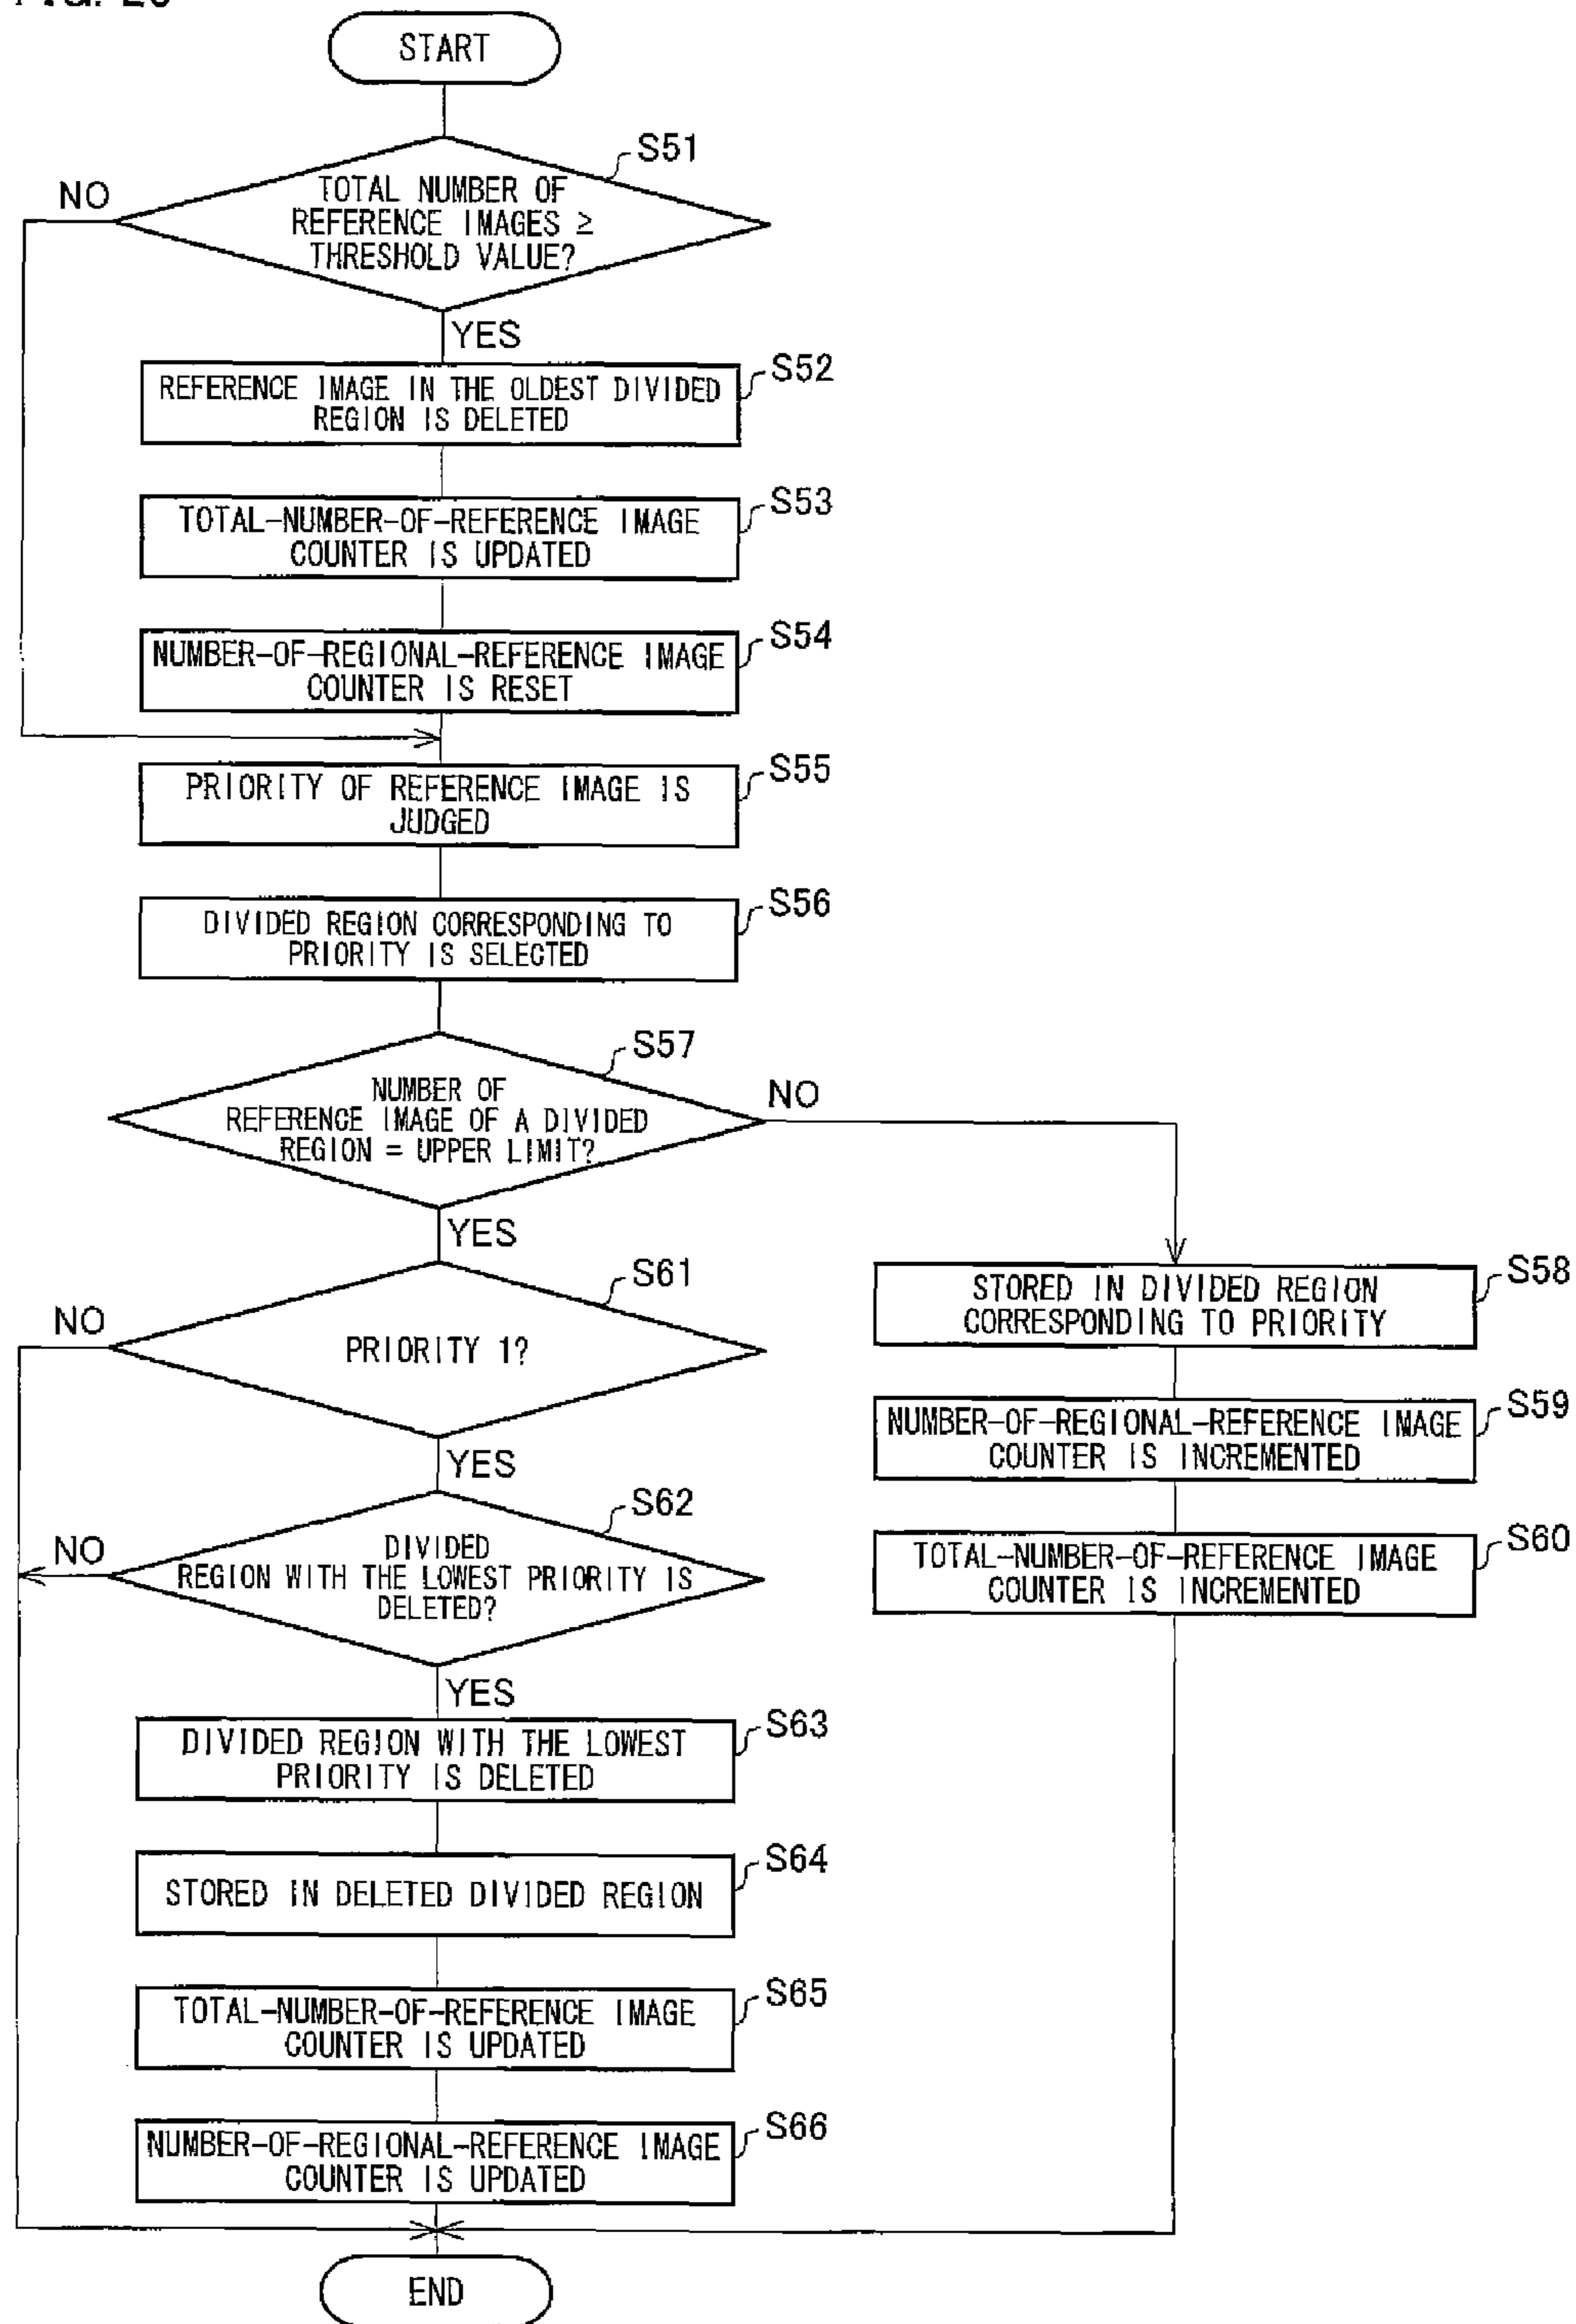 START
S51
NO
TOTAL NUMBER OF
REFERENCE IMAGES ≥
THRESHOLD VALUE?
YES
S52
REFERENCE IMAGE IN THE OLDEST DIVIDED
REGION IS DELETED
S53
TOTAL-NUMBER-OF-REFERENCE IMAGE
COUNTER IS UPDATED
S54
NUMBER-OF-REGIONAL-REFERENCE IMAGE
COUNTER IS RESET
S55
PRIORITY OF REFERENCE IMAGE IS
JUDGED
S56
DIVIDED REGION CORRESPONDING TO
PRIORITY IS SELECTED
S57
NUMBER OF
REFERENCE IMAGE OF A DIVIDED
REGION = UPPER LIMIT?
NO
YES
S58
STORED IN DIVIDED REGION
CORRESPONDING TO PRIORITY
S59
NUMBER-OF-REGIONAL-REFERENCE IMAGE
COUNTER IS INCREMENTED
S60
TOTAL-NUMBER-OF-REFERENCE IMAGE
COUNTER IS INCREMENTED
S61
NO
PRIORITY 1?
YES
S62
NO
DIVIDED
REGION WITH THE LOWEST PRIORITY IS
DELETED?
YES
S63
DIVIDED REGION WITH THE LOWEST
PRIORITY IS DELETED
S64
STORED IN DELETED DIVIDED REGION
S65
TOTAL-NUMBER-OF-REFERENCE IMAGE
COUNTER IS UPDATED
S66
NUMBER-OF-REGIONAL-REFERENCE IMAGE
COUNTER IS UPDATED
END